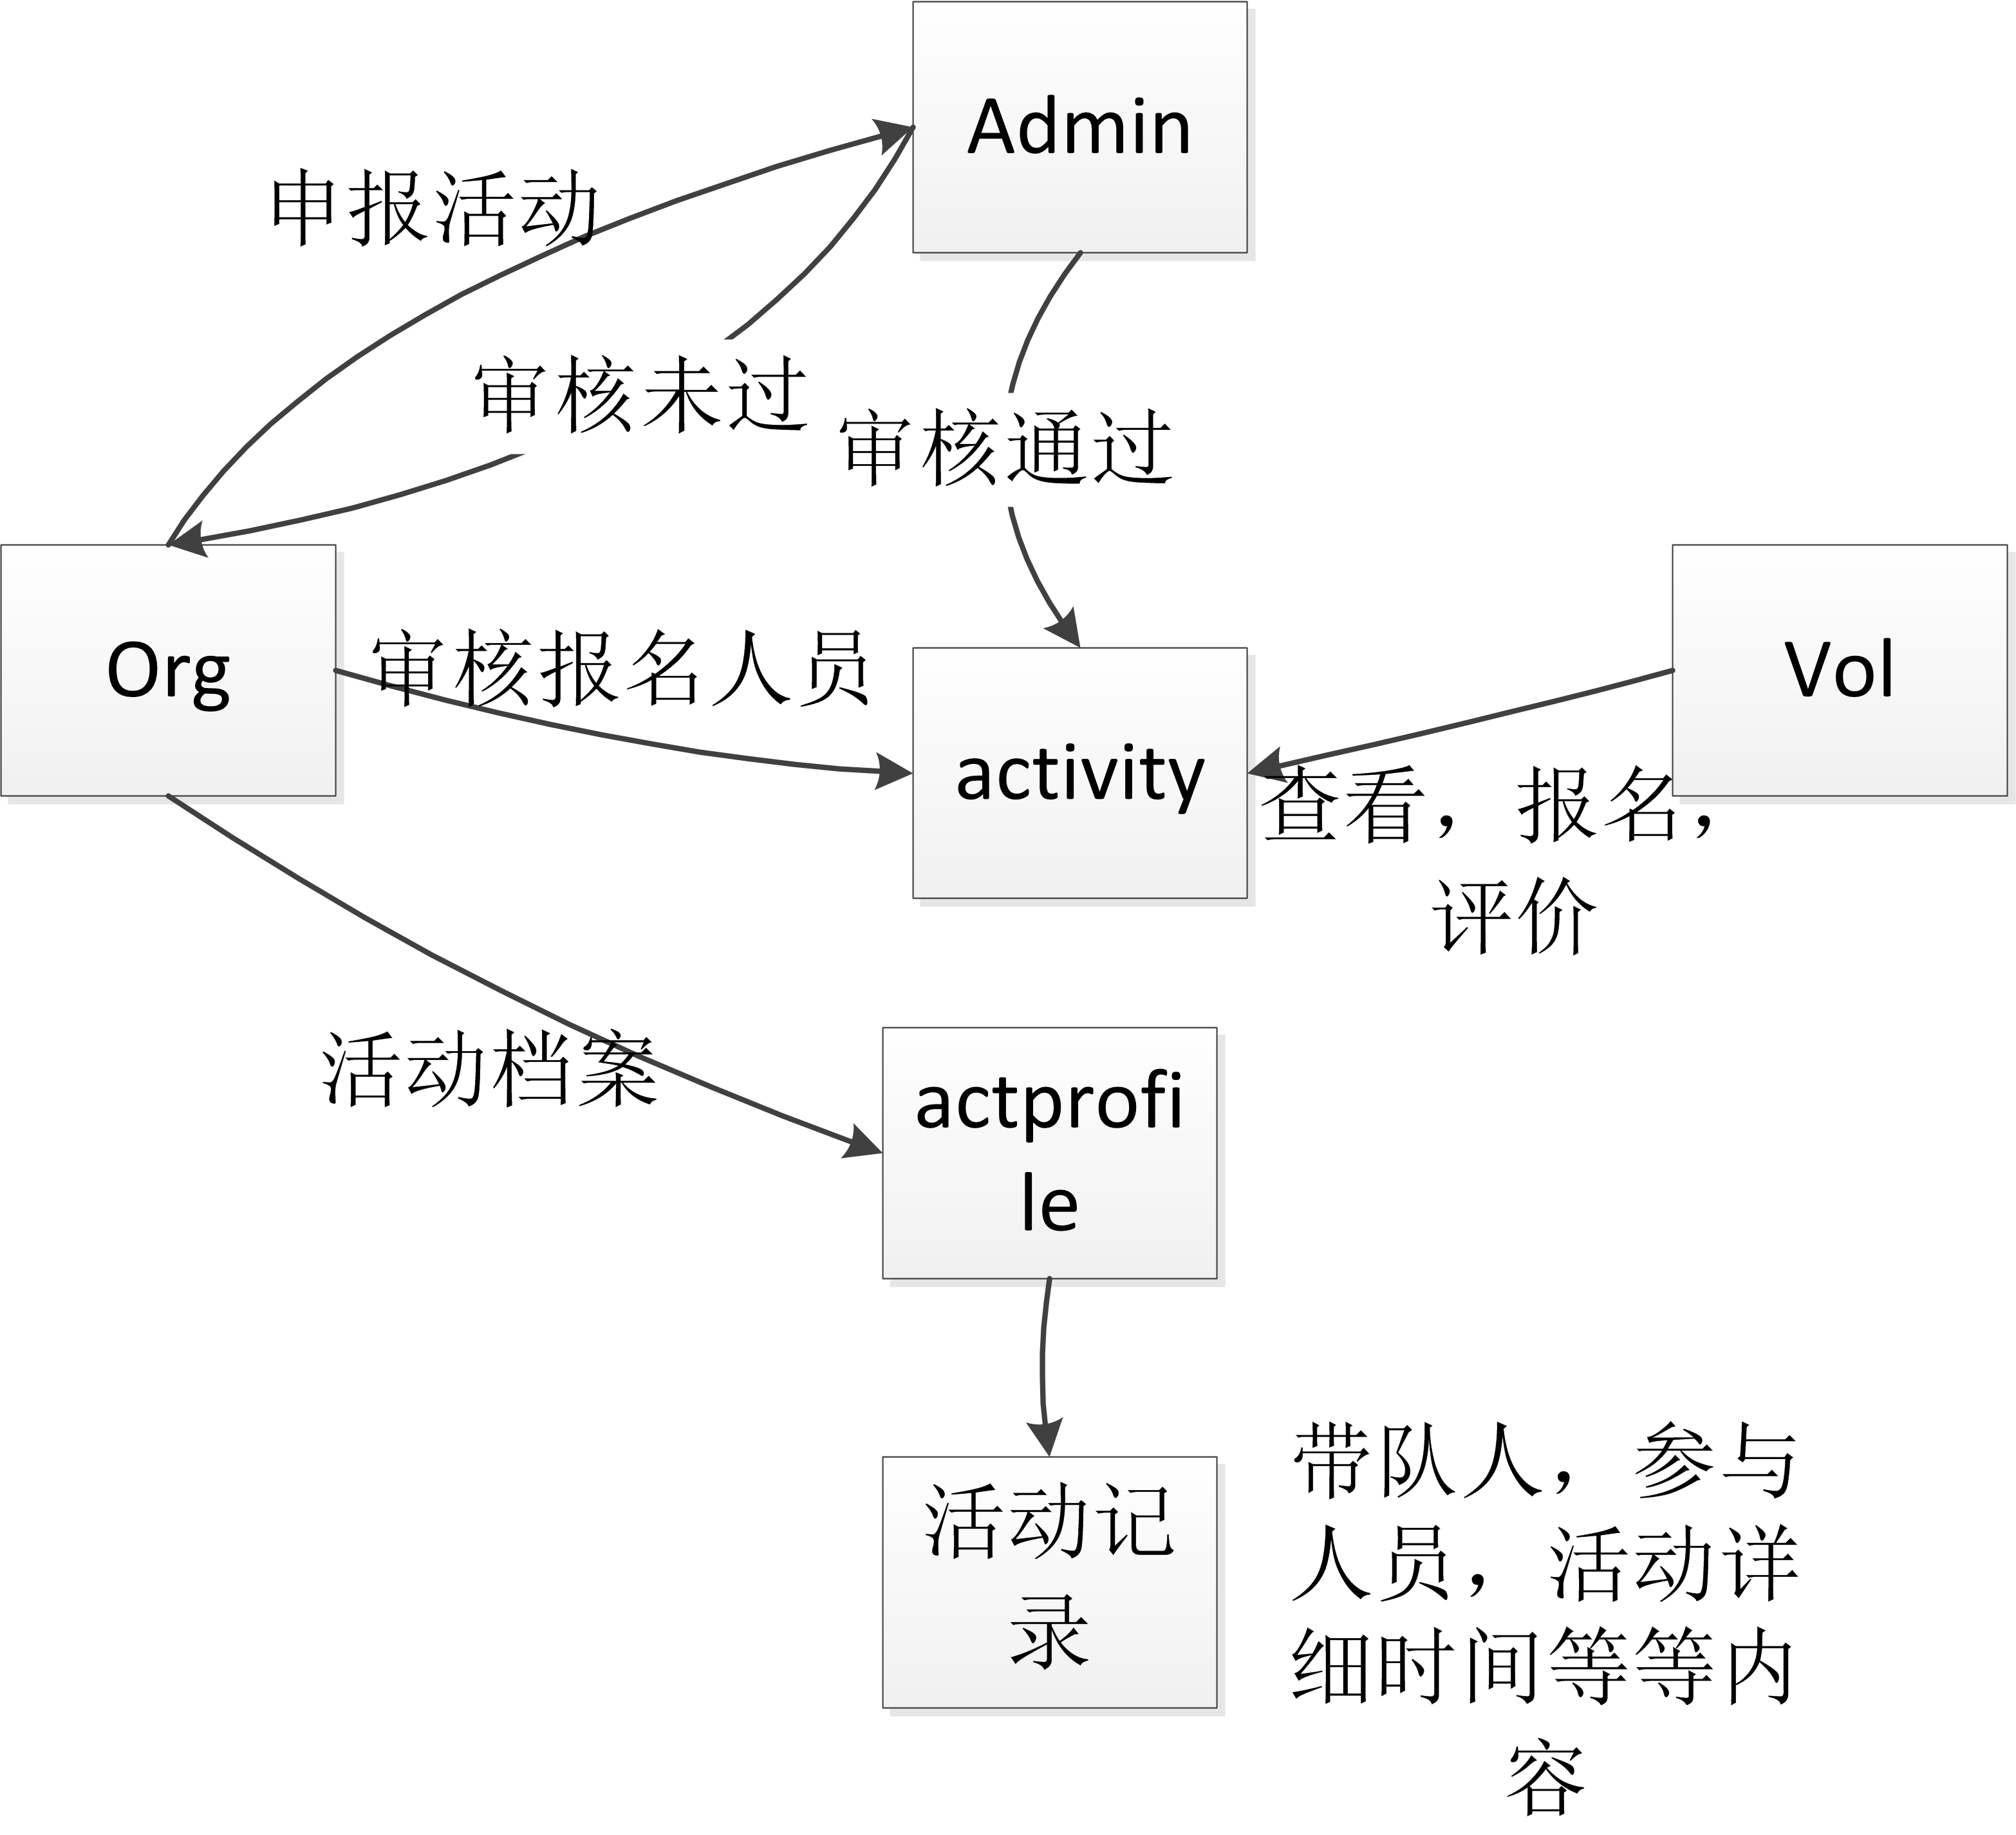 Admin
申报活动
审核未过
审核通过
Org
审核报名人员
Vol
activity
查看，报名，
评价
活动档案
actprofi
le
活动记
录
带队人，参与
人员，活动详
细时间等等内
容